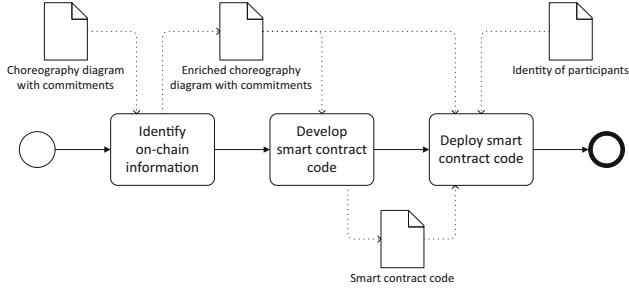 Choreography diagram
with commitments
Enriched choreography
diagram with commitments
Identity of participants
Identify
on-chain
information
Develop
smart contract
code
Deploy smart
contract code
Smart contract code